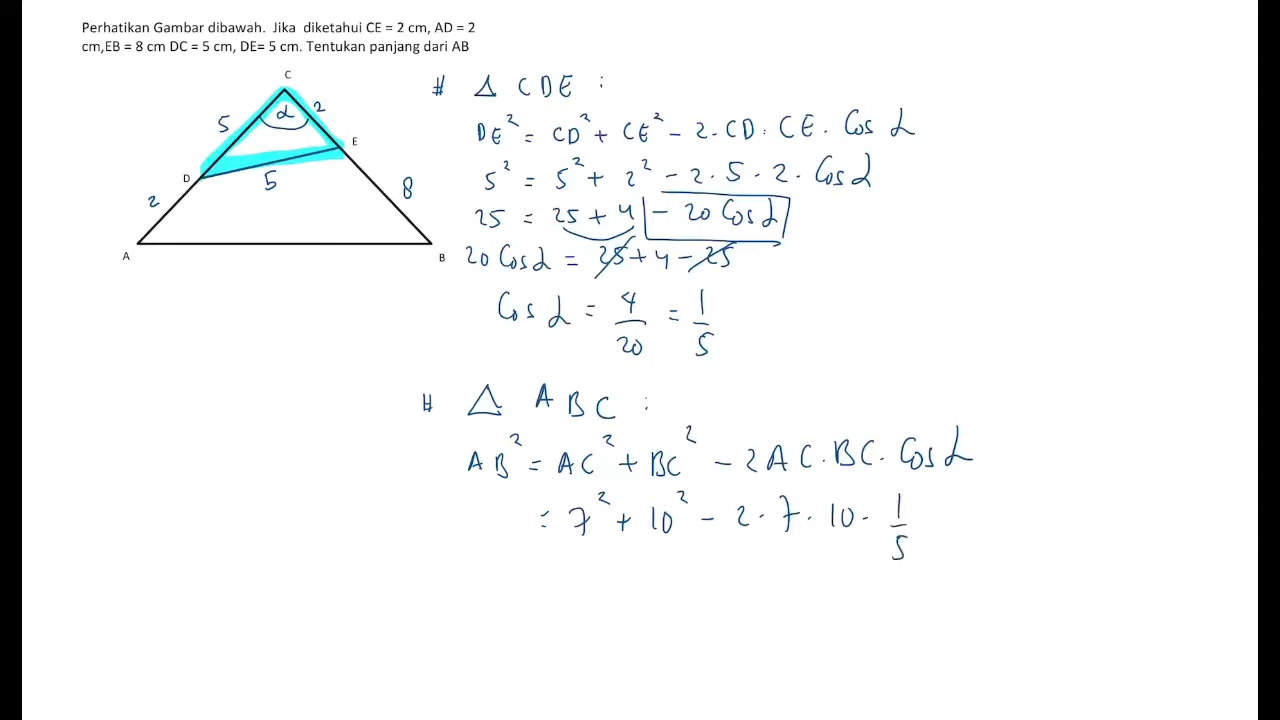 Perhatikan Gambar dibawah. Jika diketahui CE = 2 cm, AD = 2
cm,EB = 8 cm DC = 5 cm, DE= 5 cm. Tentukan panjang dari AB
C
5 α 2
E
D
5
2
8
A
B
# Δ CDE :
DE² = CD² + CE² - 2 . CD . CE . Cos α
5² = 5² + 2² - 2 . 5 . 2 . Cos α
25 = 25 + 4 - 20 Cos α
20 Cos α = 25 + 4 - 25
Cos α = 4/20 = 1/5
# Δ ABC :
AB² = AC² + BC² - 2 AC . BC . Cos α
= 7² + 10² - 2 . 7 . 10 . 1/5